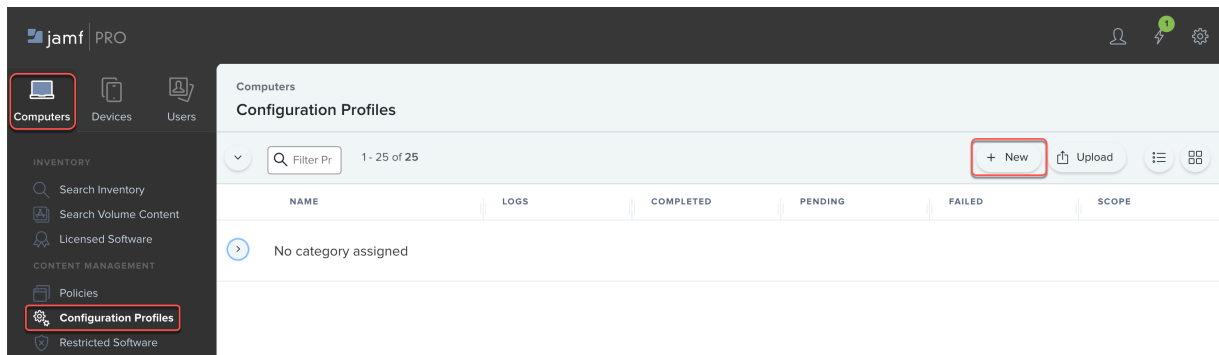 jamf PRO
1
Computers
Devices
Users
INVENTORY
Search Inventory
Search Volume Content
Licensed Software
CONTENT MANAGEMENT
Policies
Configuration Profiles
Restricted Software
Computers
Configuration Profiles
Filter Pr
1 - 25 of 25
+ New
Upload
NAME
LOGS
COMPLETED
PENDING
FAILED
SCOPE
No category assigned